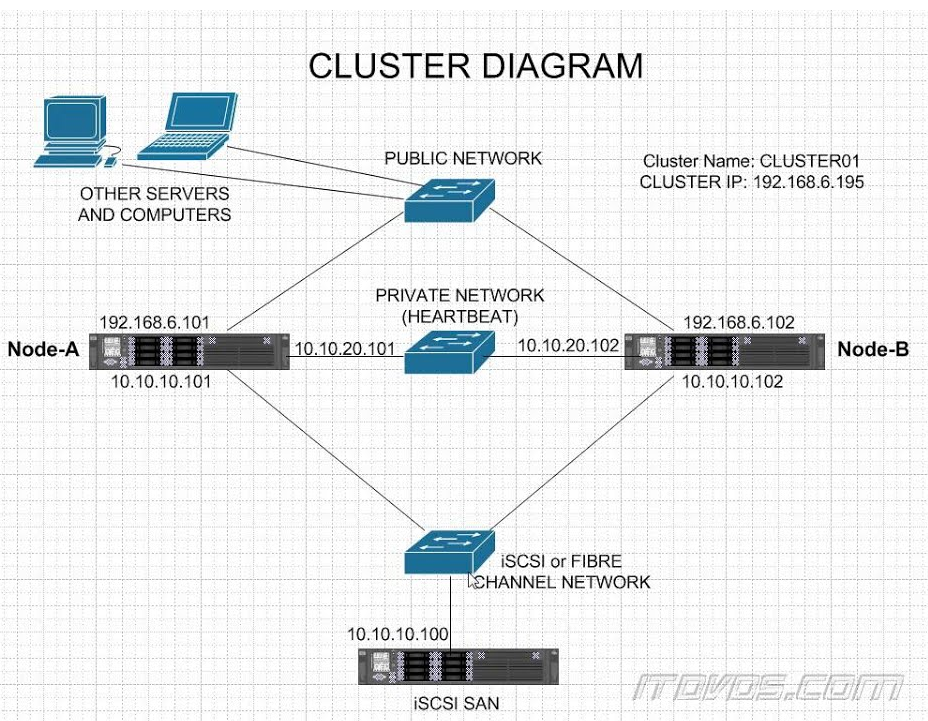 CLUSTER DIAGRAM
PUBLIC NETWORK
Cluster Name: CLUSTER01
CLUSTER IP: 192.168.6.195
OTHER SERVERS
AND COMPUTERS
PRIVATE NETWORK
(HEARTBEAT)
192.168.6.101
192.168.6.102
Node-A
10.10.20.101
10.10.20.102
Node-B
10.10.10.101
10.10.10.102
iSCSI or FIBRE
CHANNEL NETWORK
10.10.10.100
iSCSI SAN
ITDVDS.COM